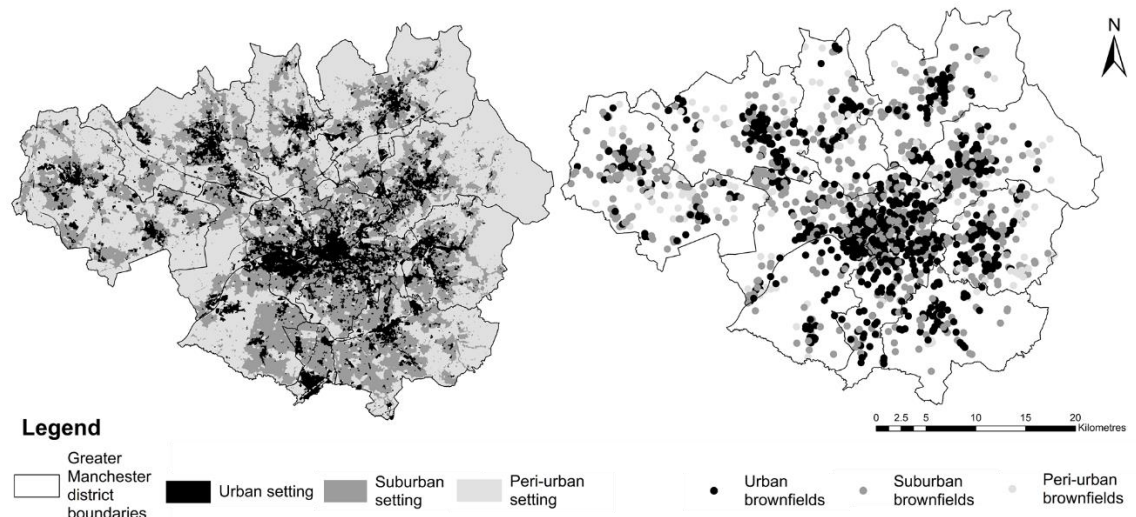 N
0 2.5 5 10 15 20
Kilometres
Legend
Greater
Manchester
district
boundaries
Urban setting
Suburban
setting
Peri-urban
setting
Urban
brownfields
Suburban
brownfields
Peri-urban
brownfields